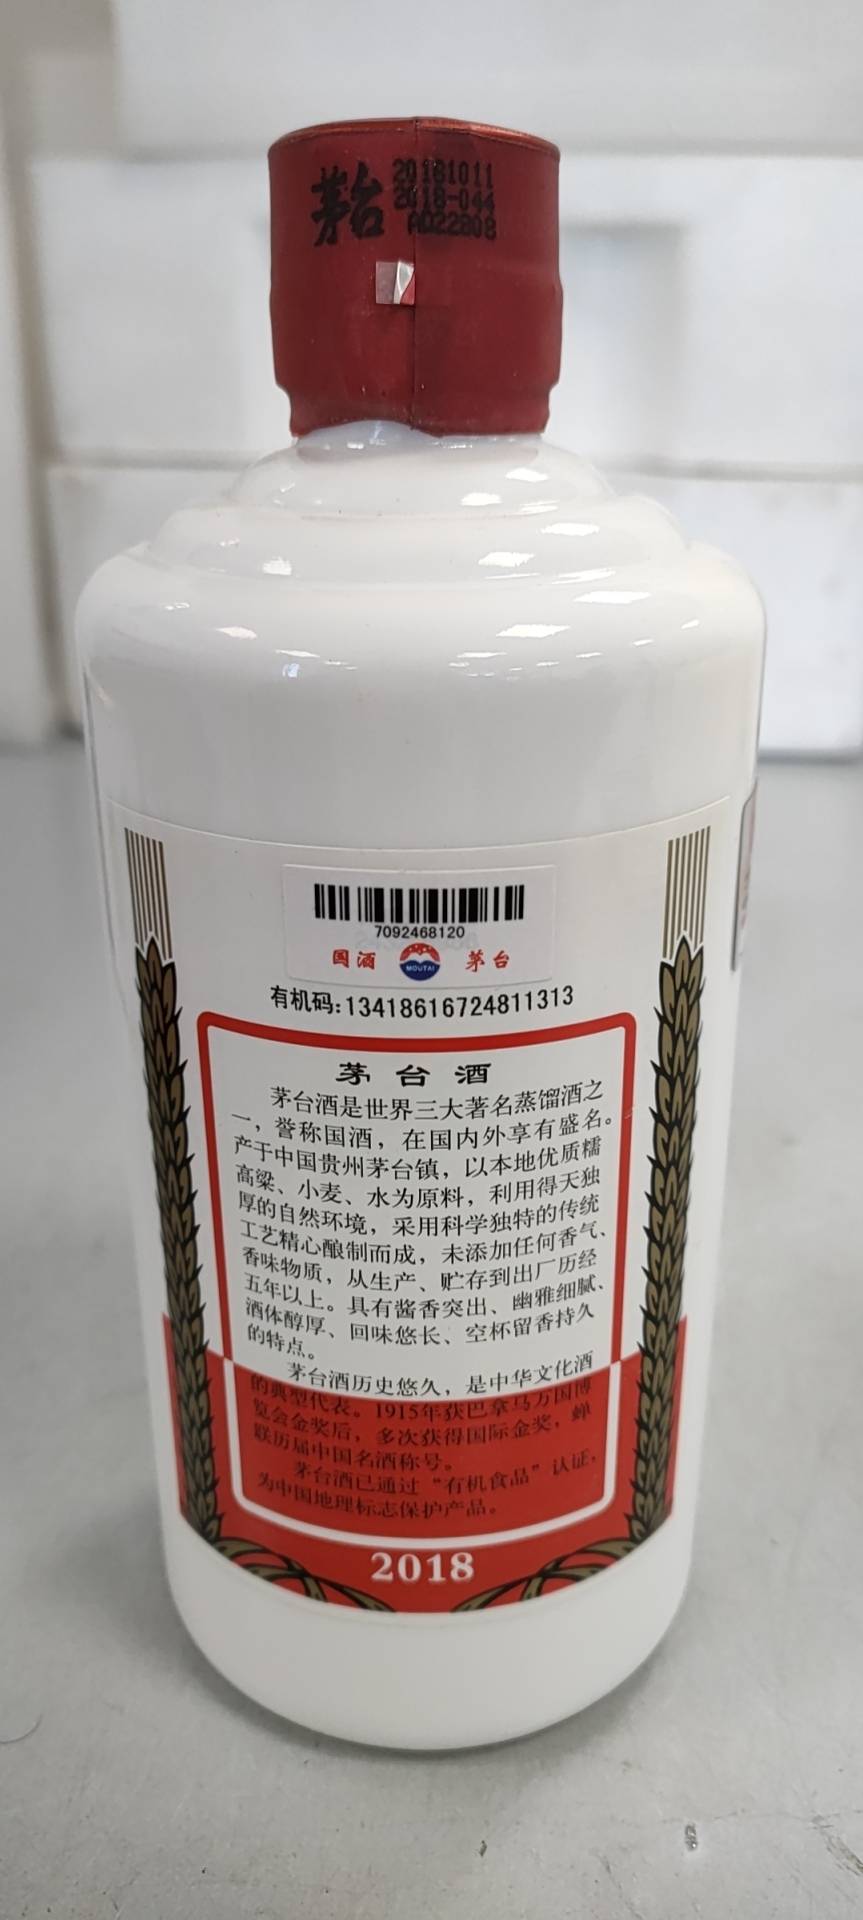 茅台
20181011
2018-044
A022808
7092468120
国酒
MOUTAI
茅台
有机码:13418616724811313
茅台酒
茅台酒是世界三大著名蒸馏酒之
一，誉称国酒，在国内外享有盛名。
产于中国贵州茅台镇，以本地优质糯
高粱、小麦、水为原料，利用得天独
厚的自然环境，采用科学独特的传统
工艺精心酿制而成，未添加任何香气、
香味物质，从生产、贮存到出厂历经
五年以上。具有酱香突出、幽雅细腻、
酒体醇厚、回味悠长、空杯留香持久
的特点。
茅台酒历史悠久，是中华文化酒
的典型代表。1915年获巴拿马万国博
览会金奖后，多次获得国际金奖，蝉
联历届中国名酒称号。
茅台酒已通过“有机食品”认证，
为中国地理标志保护产品。
2018